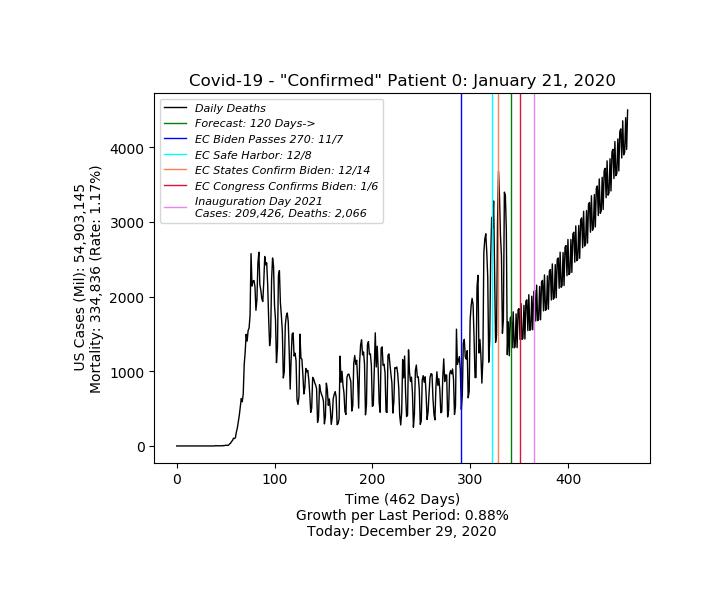 Covid-19 - "Confirmed" Patient 0: January 21, 2020
Daily Deaths
Forecast: 120 Days->
EC Biden Passes 270: 11/7
EC Safe Harbor: 12/8
EC States Confirm Biden: 12/14
EC Congress Confirms Biden: 1/6
Inauguration Day 2021
Cases: 209,426, Deaths: 2,066
US Cases (Mil): 54,903,145
Mortality: 334,836 (Rate: 1.17%)
4000
3000
2000
1000
0
0
100
200
300
400
Time (462 Days)
Growth per Last Period: 0.88%
Today: December 29, 2020